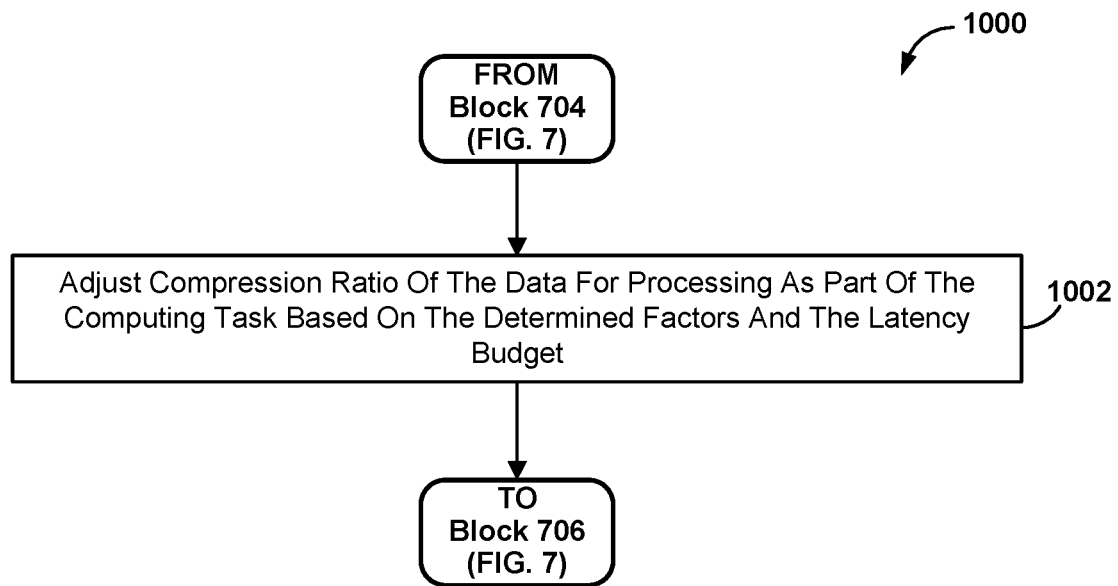 1000
FROM
Block 704
(FIG. 7)
Adjust Compression Ratio Of The Data For Processing As Part Of The
Computing Task Based On The Determined Factors And The Latency
Budget
1002
TO
Block 706
(FIG. 7)